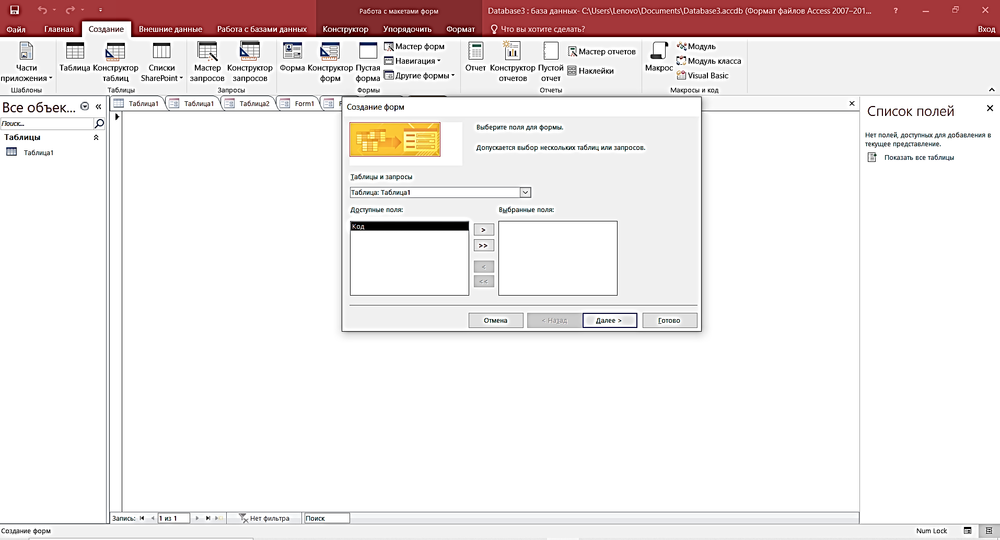 Работа с макетами форм
Database3 : база данных- C:\Users\Lenovo\Documents\Database3.accdb (Формат файлов Access 2007–201...
?
Файл
Главная
Создание
Внешние данные
Работа с базами данных
Конструктор
Упорядочить
Формат
Что вы хотите сделать?
Вход
Части
приложения
Таблица
Конструктор
таблиц
Списки
SharePoint
Мастер
запросов
Конструктор
запросов
Форма
Конструктор
форм
Пустая
форма
Мастер форм
Навигация
Другие формы
Отчет
Конструктор
отчетов
Пустой
отчет
Мастер отчетов
Наклейки
Макрос
Модуль
Модуль класса
Visual Basic
Шаблоны
Таблицы
Запросы
Формы
Отчеты
Макросы и код
Все объек... «
Поиск...
Таблицы
Таблица1
Таблица1
Таблица1
Таблица2
Form1
Создание форм
Выберите поля для формы.
Допускается выбор нескольких таблиц или запросов.
Таблицы и запросы
Таблица: Таблица1
Доступные поля:
Выбранные поля:
Код
>
>>
<
<<
Отмена
< Назад
Далее >
Готово
Список полей
Нет полей, доступных для добавления в
текущее представление.
Показать все таблицы
Запись:
1 из 1
Нет фильтра
Поиск
Создание форм
Num Lock